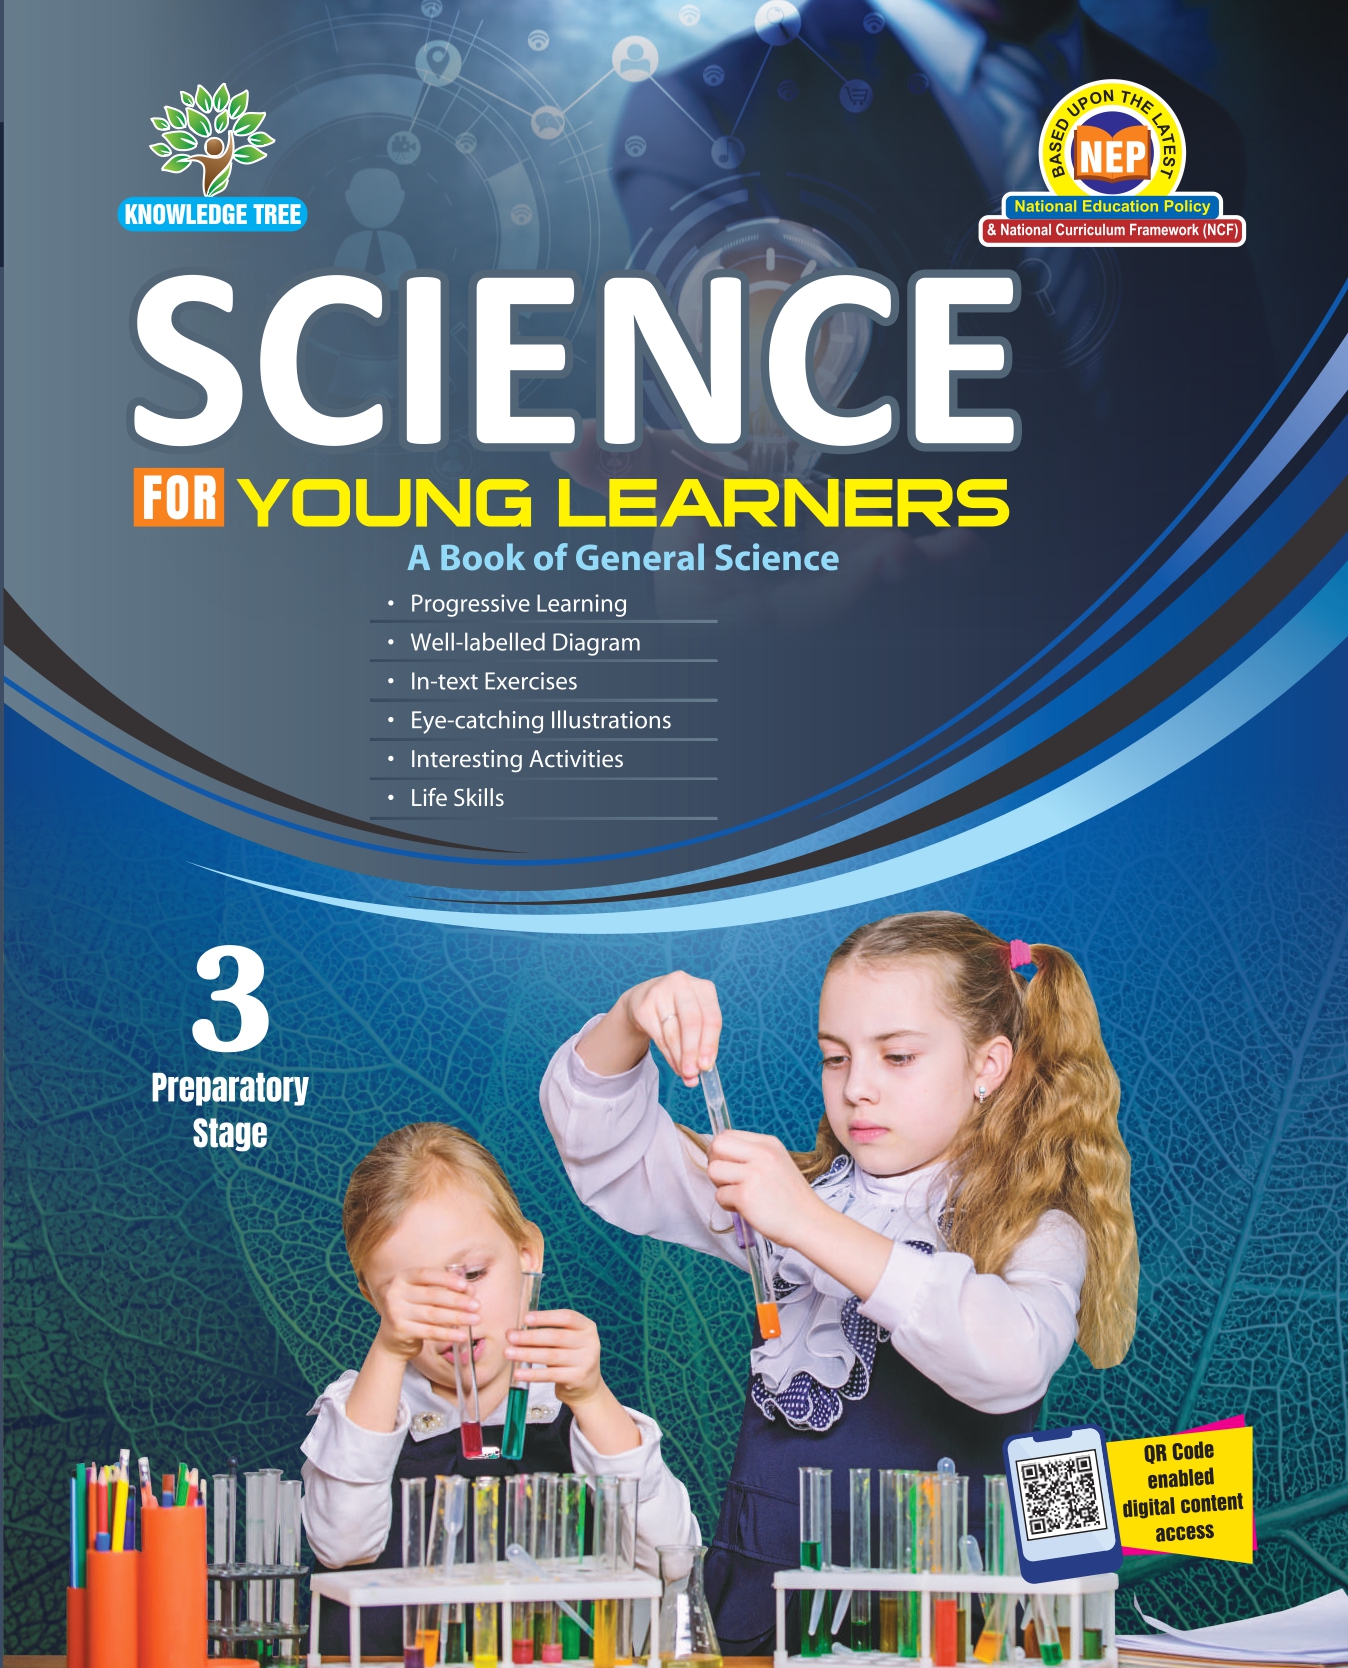 KNOWLEDGE TREE
BASED UPON THE LATEST
NEP
National Education Policy
& National Curriculum Framework (NCF)
SCIENCE
FOR YOUNG LEARNERS
A Book of General Science
• Progressive Learning
• Well-labelled Diagram
• In-text Exercises
• Eye-catching Illustrations
• Interesting Activities
• Life Skills
3
Preparatory
Stage
QR Code
enabled
digital content
access